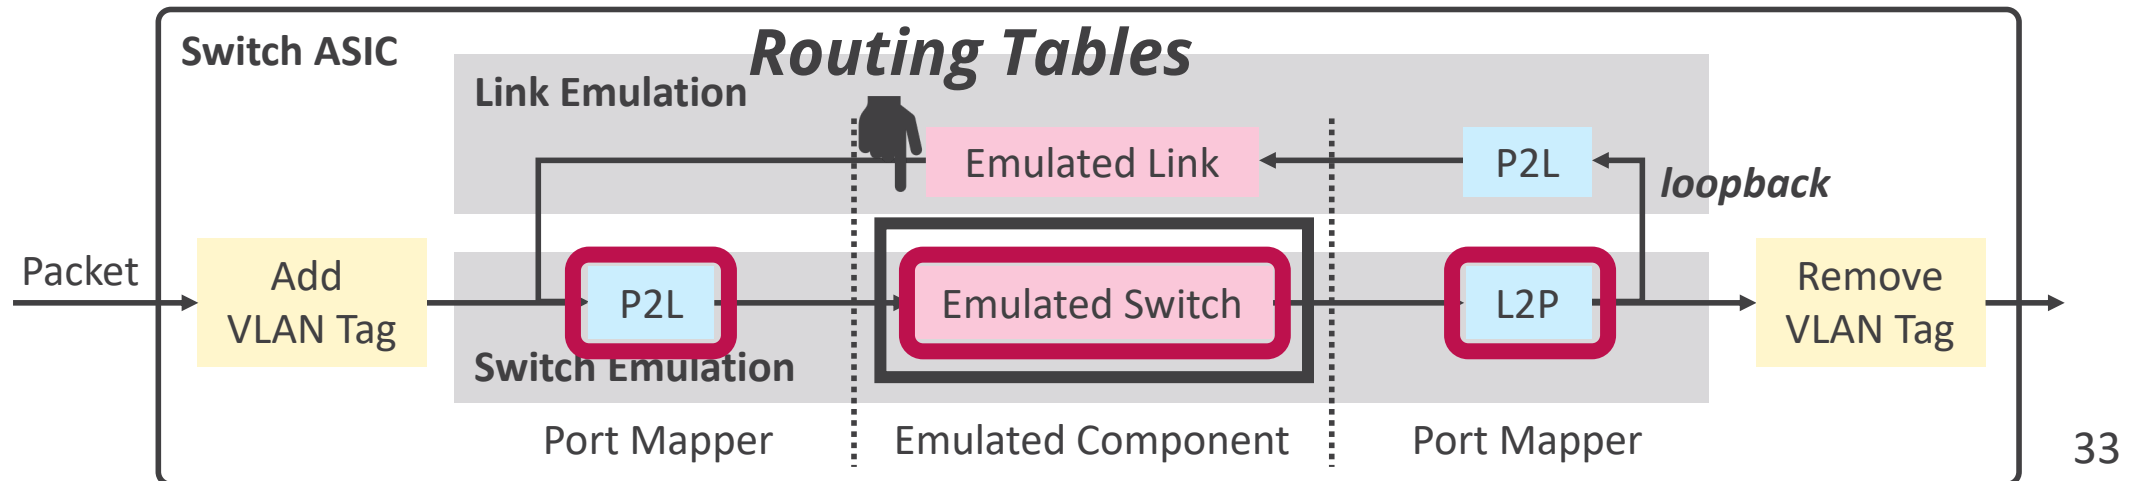 Routing Tables
Switch ASIC
Link Emulation
Emulated Link
P2L
loopback
Packet
Add
VLAN Tag
P2L
Emulated Switch
L2P
Remove
VLAN Tag
Switch Emulation
Port Mapper
Emulated Component
Port Mapper
33